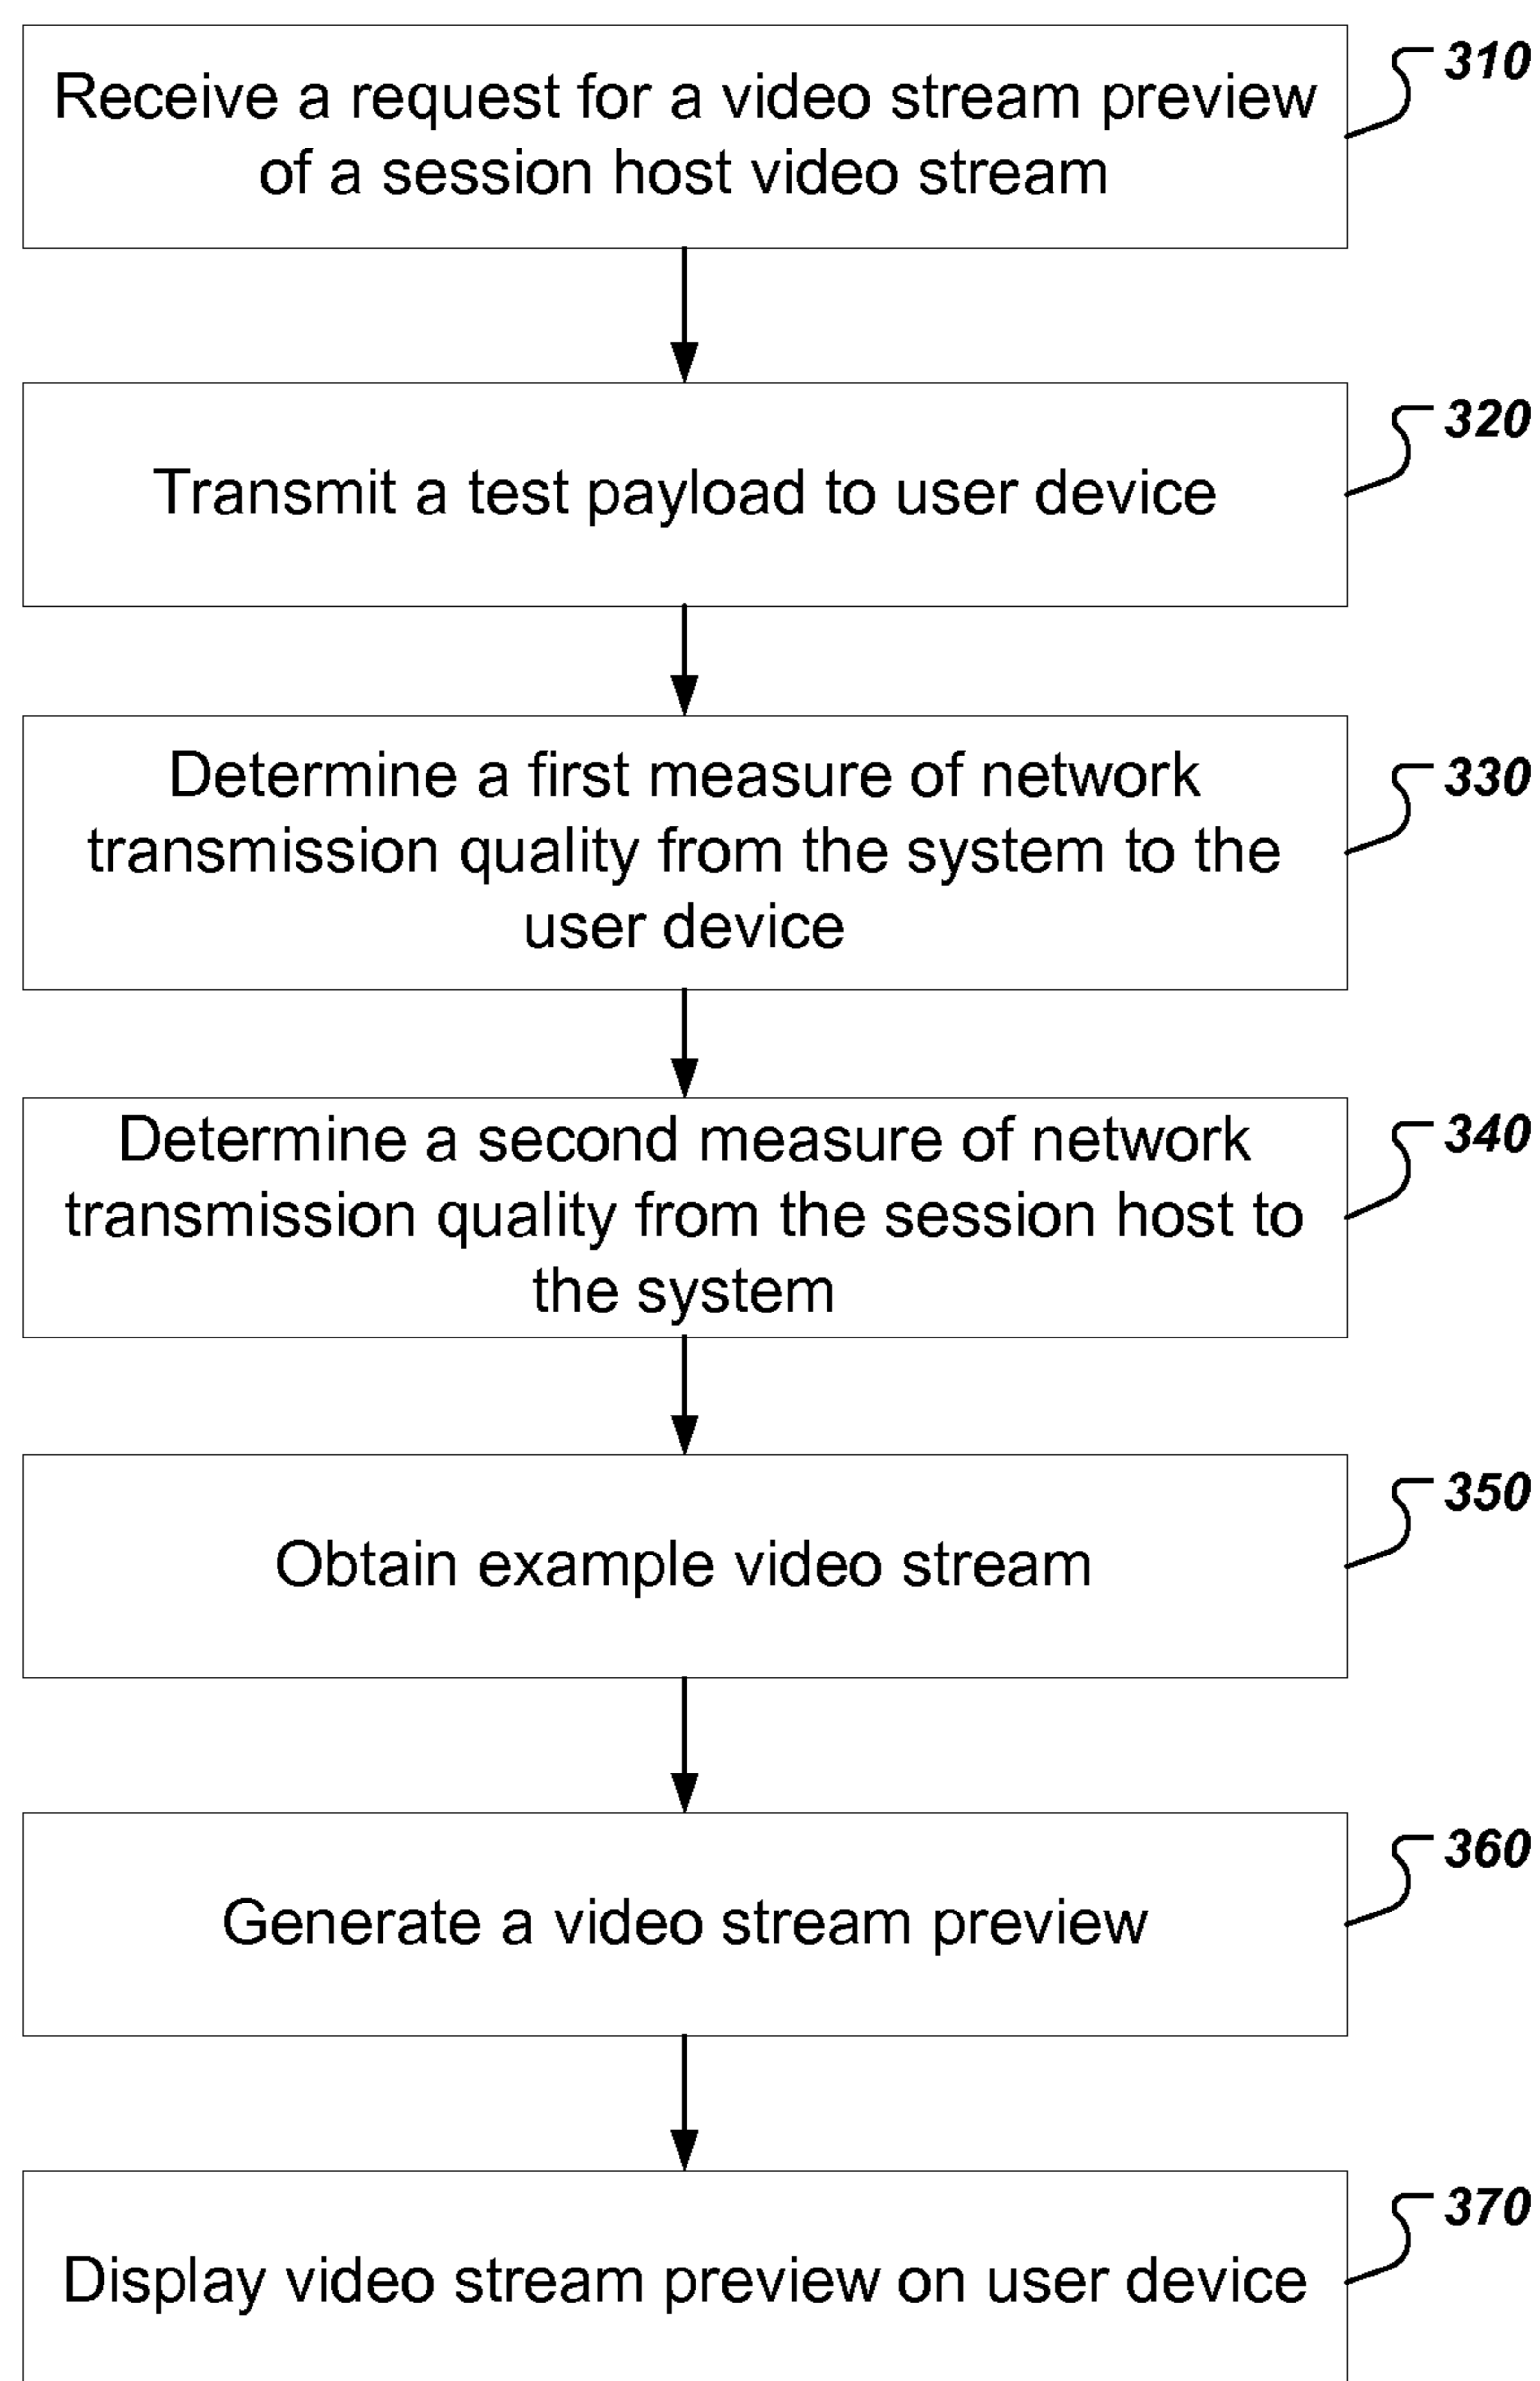 Receive a request for a video stream preview
of a session host video stream
310
Transmit a test payload to user device
320
Determine a first measure of network
transmission quality from the system to the
user device
330
Determine a second measure of network
transmission quality from the session host to
the system
340
Obtain example video stream
350
Generate a video stream preview
360
Display video stream preview on user device
370